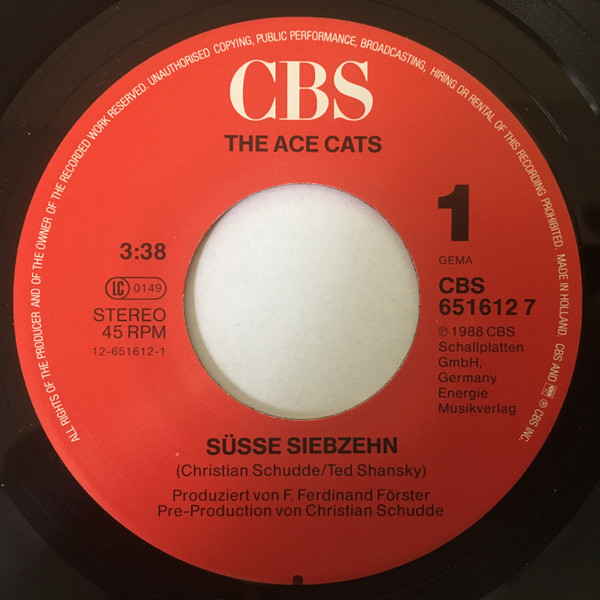 ALL RIGHTS OF THE PRODUCER AND OF THE OWNER OF THE RECORDED WORK RESERVED. UNAUTHORISED COPYING, PUBLIC PERFORMANCE, BROADCASTING, HIRING OR RENTAL OF THIS RECORDING PROHIBITED. MADE IN HOLLAND. CBS AND ® CBS INC.
CBS
THE ACE CATS
1
GEMA
3:38
LC 0149
STEREO
45 RPM
12-651612-1
CBS
651612 7
℗ 1988 CBS
Schallplatten
GmbH,
Germany
Energie
Musikverlag
SÜSSE SIEBZEHN
(Christian Schudde/Ted Shansky)
Produziert von F. Ferdinand Förster
Pre-Production von Christian Schudde